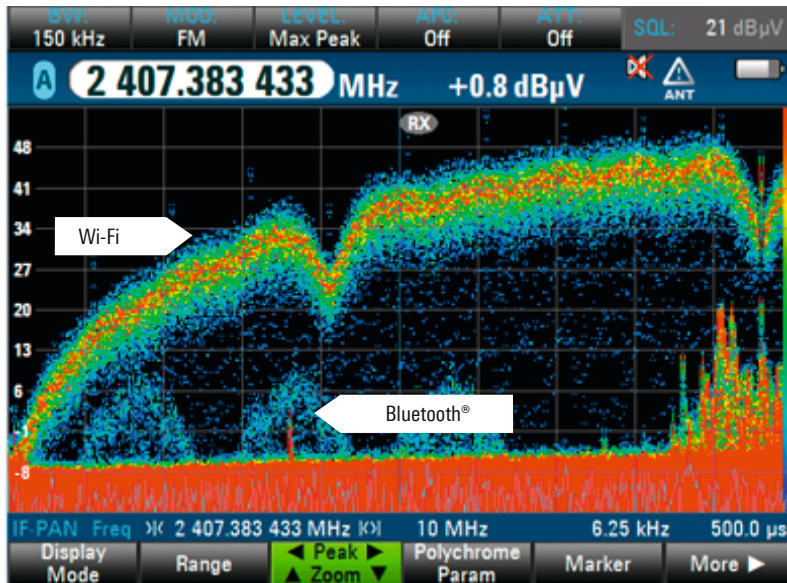 BW: MOD: LEVEL: AFC: ATT: SQL: 21 dBµV
150 kHz FM Max Peak Off Off
A 2 407.383 433 MHz +0.8 dBµV ANT
RX
48
41
34
Wi-Fi
27
20
13
6
Bluetooth®
-1
-8
IF-PAN Freq 2 407.383 433 MHz 10 MHz 6.25 kHz 500.0 µs
Display Mode Range ◀ Peak ▶ ▲ Zoom ▼ Polychrome Param Marker More ▶